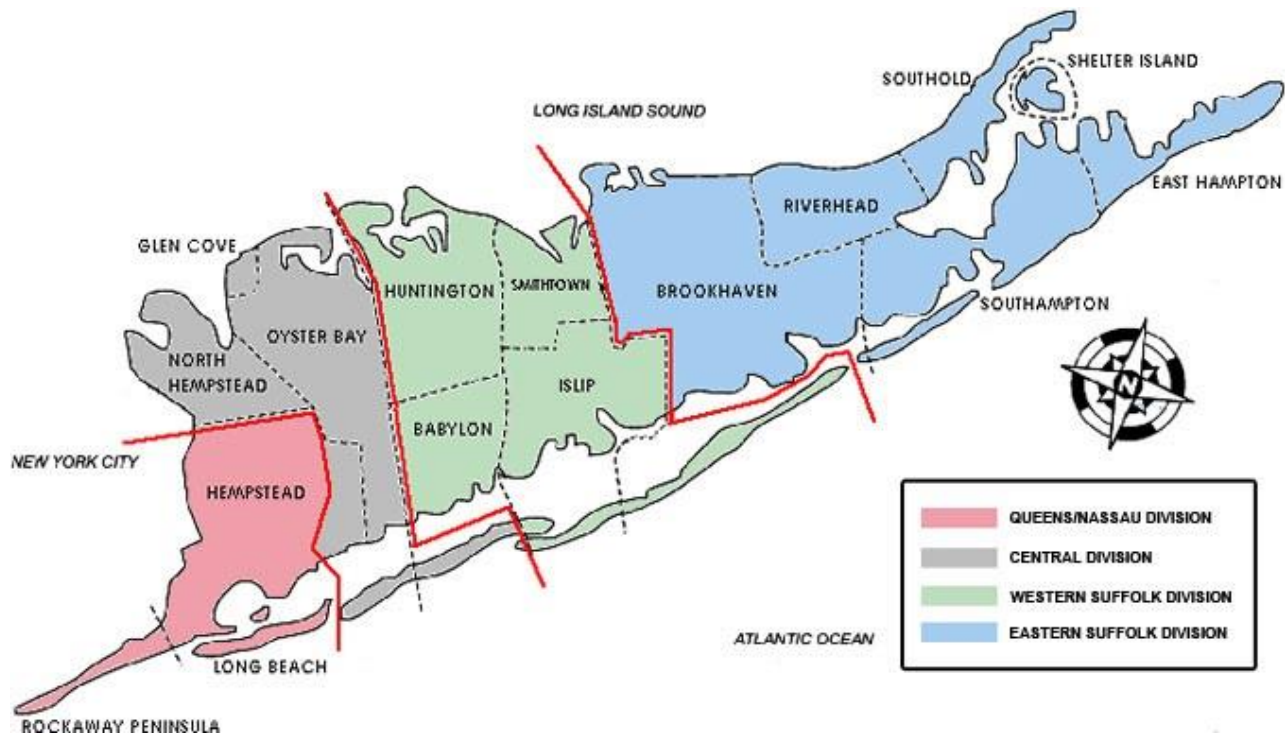 SHELTER ISLAND
SOUTHOLD
LONG ISLAND SOUND
EAST HAMPTON
RIVERHEAD
GLEN COVE
HUNTINGTON
SMITHTOWN
BROOKHAVEN
SOUTHAMPTON
OYSTER BAY
NORTH
HEMPSTEAD
ISLIP
BABYLON
NEW YORK CITY
HEMPSTEAD
N
QUEENS/NASSAU DIVISION
CENTRAL DIVISION
WESTERN SUFFOLK DIVISION
EASTERN SUFFOLK DIVISION
ATLANTIC OCEAN
LONG BEACH
ROCKAWAY PENINSULA